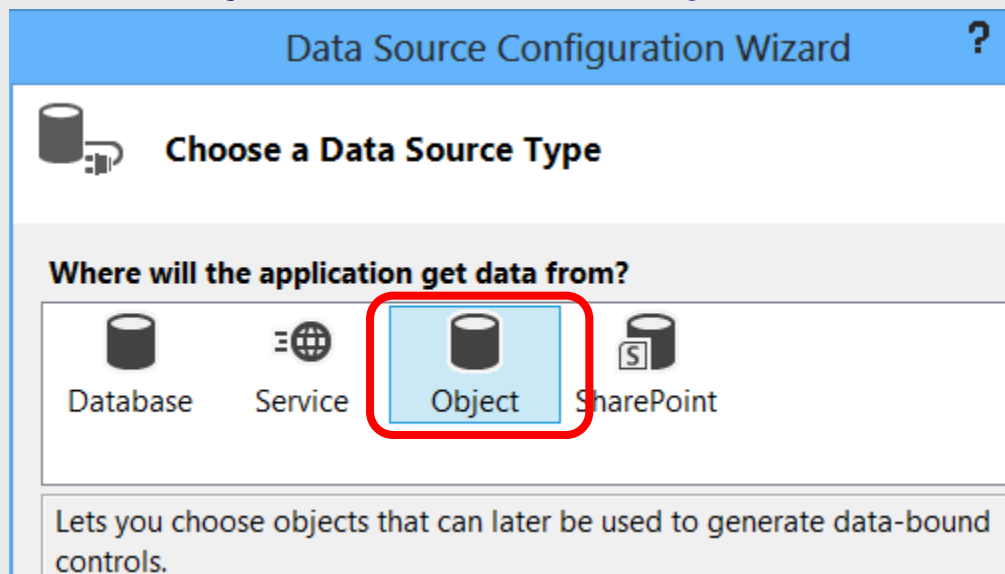 Data Source Configuration Wizard ?
Choose a Data Source Type
Where will the application get data from?
Database Service Object SharePoint
Lets you choose objects that can later be used to generate data-bound
controls.